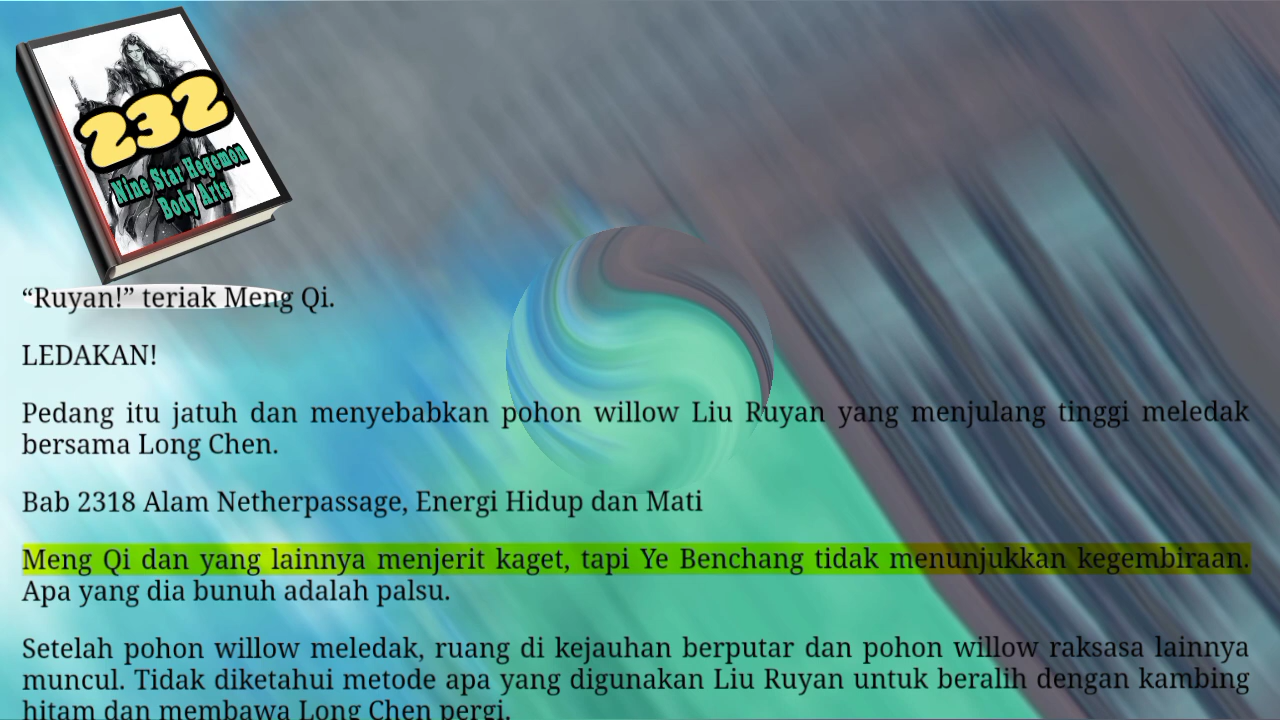 232
Nine Star Hegemon
Body Arts
“Ruyan!” teriak Meng Qi.
LEDAKAN!
Pedang itu jatuh dan menyebabkan pohon willow Liu Ruyan yang menjulang tinggi meledak
bersama Long Chen.
Bab 2318 Alam Netherpassage, Energi Hidup dan Mati
Meng Qi dan yang lainnya menjerit kaget, tapi Ye Benchang tidak menunjukkan kegembiraan.
Apa yang dia bunuh adalah palsu.
Setelah pohon willow meledak, ruang di kejauhan berputar dan pohon willow raksasa lainnya
muncul. Tidak diketahui metode apa yang digunakan Liu Ruyan untuk beralih dengan kambing
hitam dan membawa Long Chen pergi.